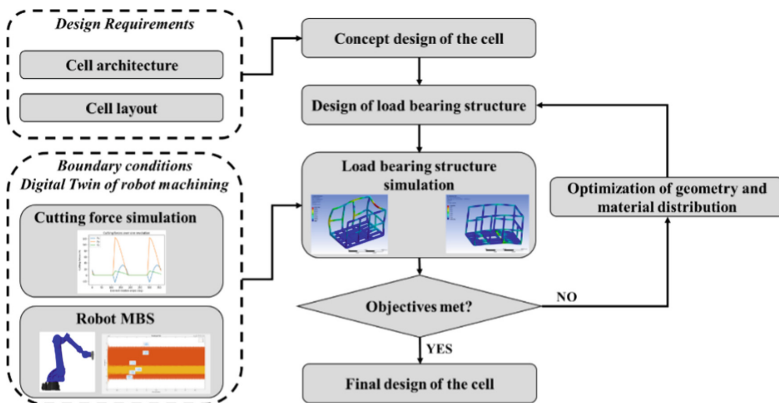 Design Requirements
Cell architecture
Cell layout
Concept design of the cell
Design of load bearing structure
Boundary conditions
Digital Twin of robot machining
Cutting force simulation
Robot MBS
Load bearing structure
simulation
Optimization of geometry and
material distribution
Objectives met?
NO
YES
Final design of the cell